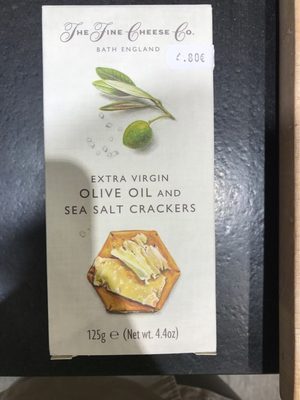 The Fine Cheese Co.
BATH ENGLAND
EXTRA VIRGIN
OLIVE OIL AND
SEA SALT CRACKERS
125g e (Net wt. 4.4oz)